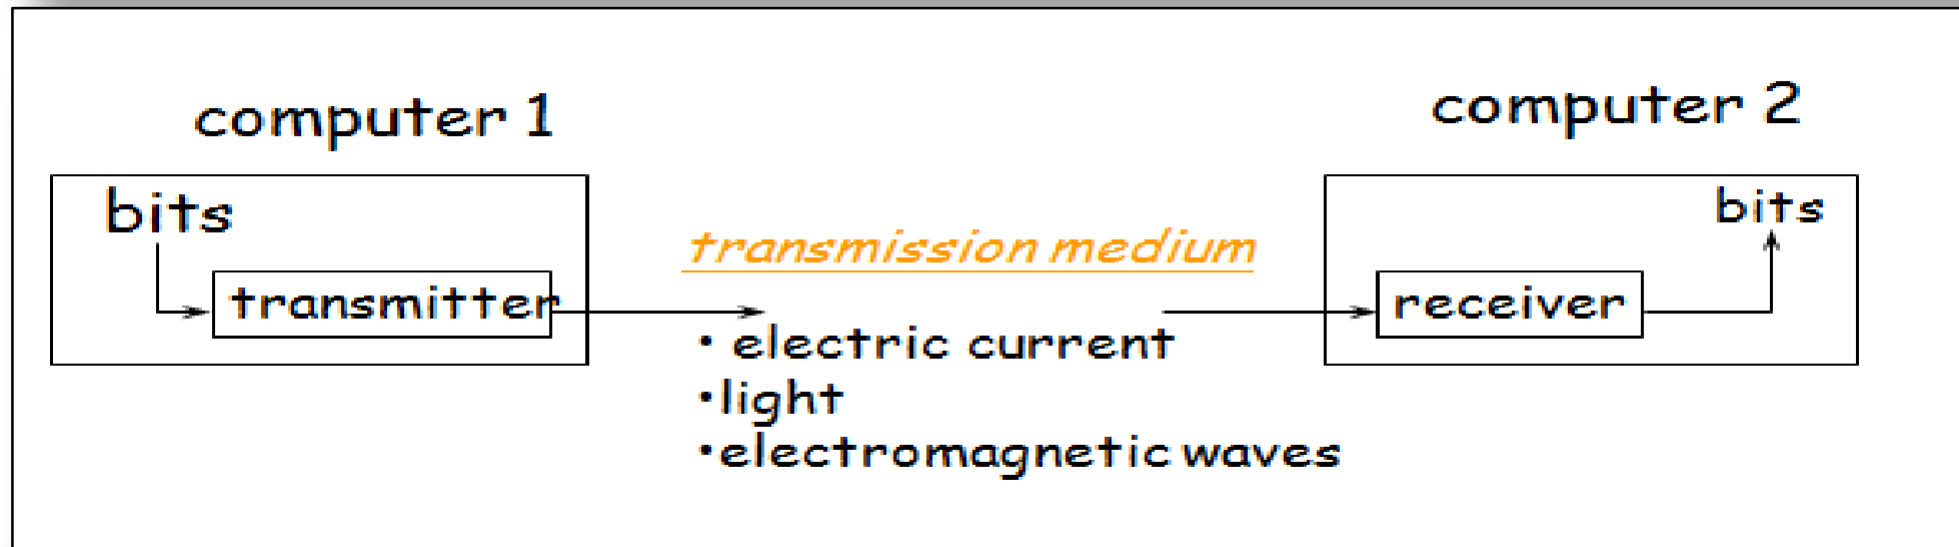 computer 1
computer 2
bits
bits
transmission medium
transmitter
receiver
• electric current
•light
•electromagnetic waves